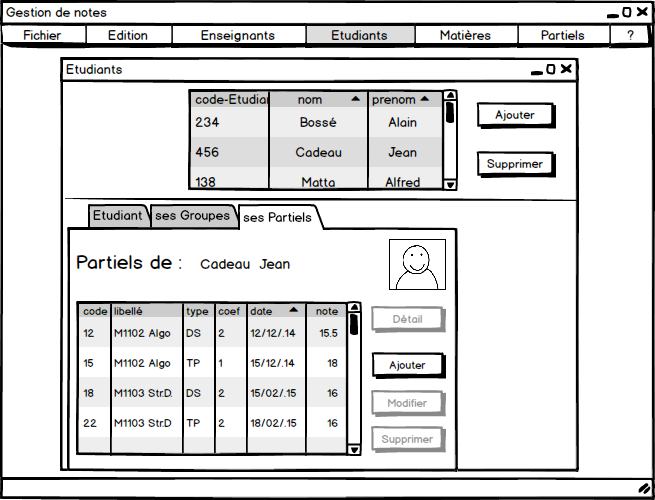 Gestion de notes
Fichier Edition Enseignants Etudiants Matières Partiels ?
Etudiants
code-Etudian nom prenom
234 Bossé Alain
456 Cadeau Jean
138 Matta Alfred
Ajouter
Supprimer
Etudiant ses Groupes ses Partiels
Partiels de : Cadeau Jean
code libellé type coef date note
12 M1102 Algo DS 2 12/12/.14 15.5
15 M1102 Algo TP 1 15/12/.14 18
18 M1103 Str.D. DS 2 15/02/.15 16
22 M1103 Str.D TP 2 18/02/.15 16
Détail
Ajouter
Modifier
Supprimer